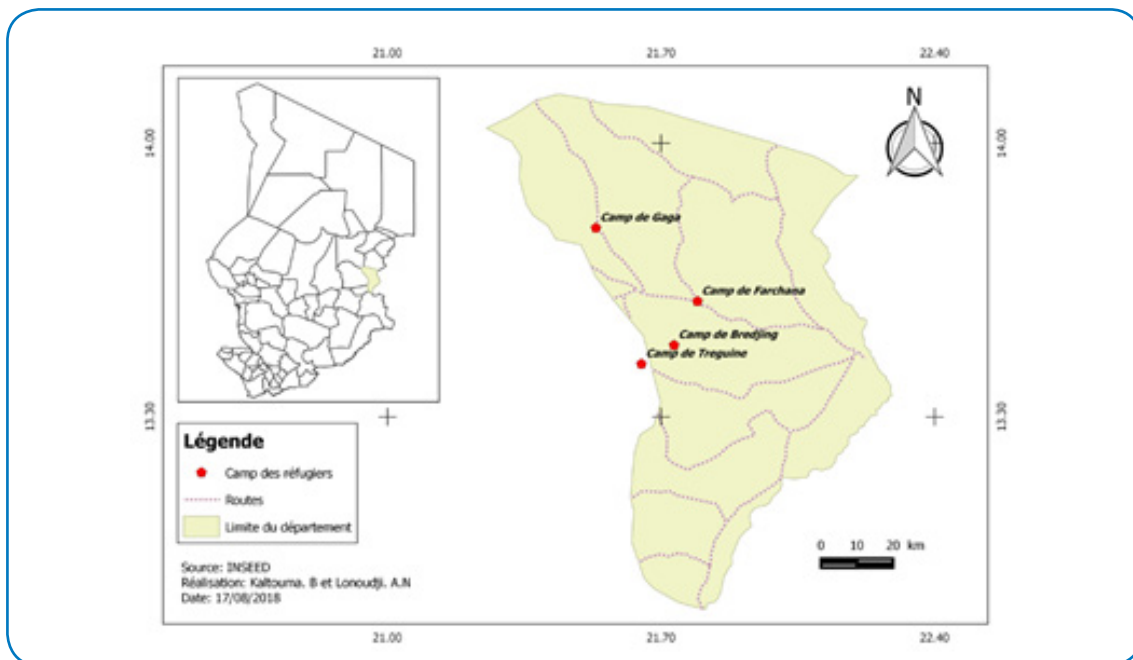 21.00 21.70 22.40
14.00 14.00
N
Camp de Gaga
Camp de Farchana
Camp de Bredjing
Camp de Treguine
13.30 13.30
Légende
Camp des réfugiers
Routes
Limite du département
0 10 20 km
Source: INSEED
Réalisation: Kaltouma. B et Lonoudji. A.N
Date: 17/08/2018
21.00 21.70 22.40